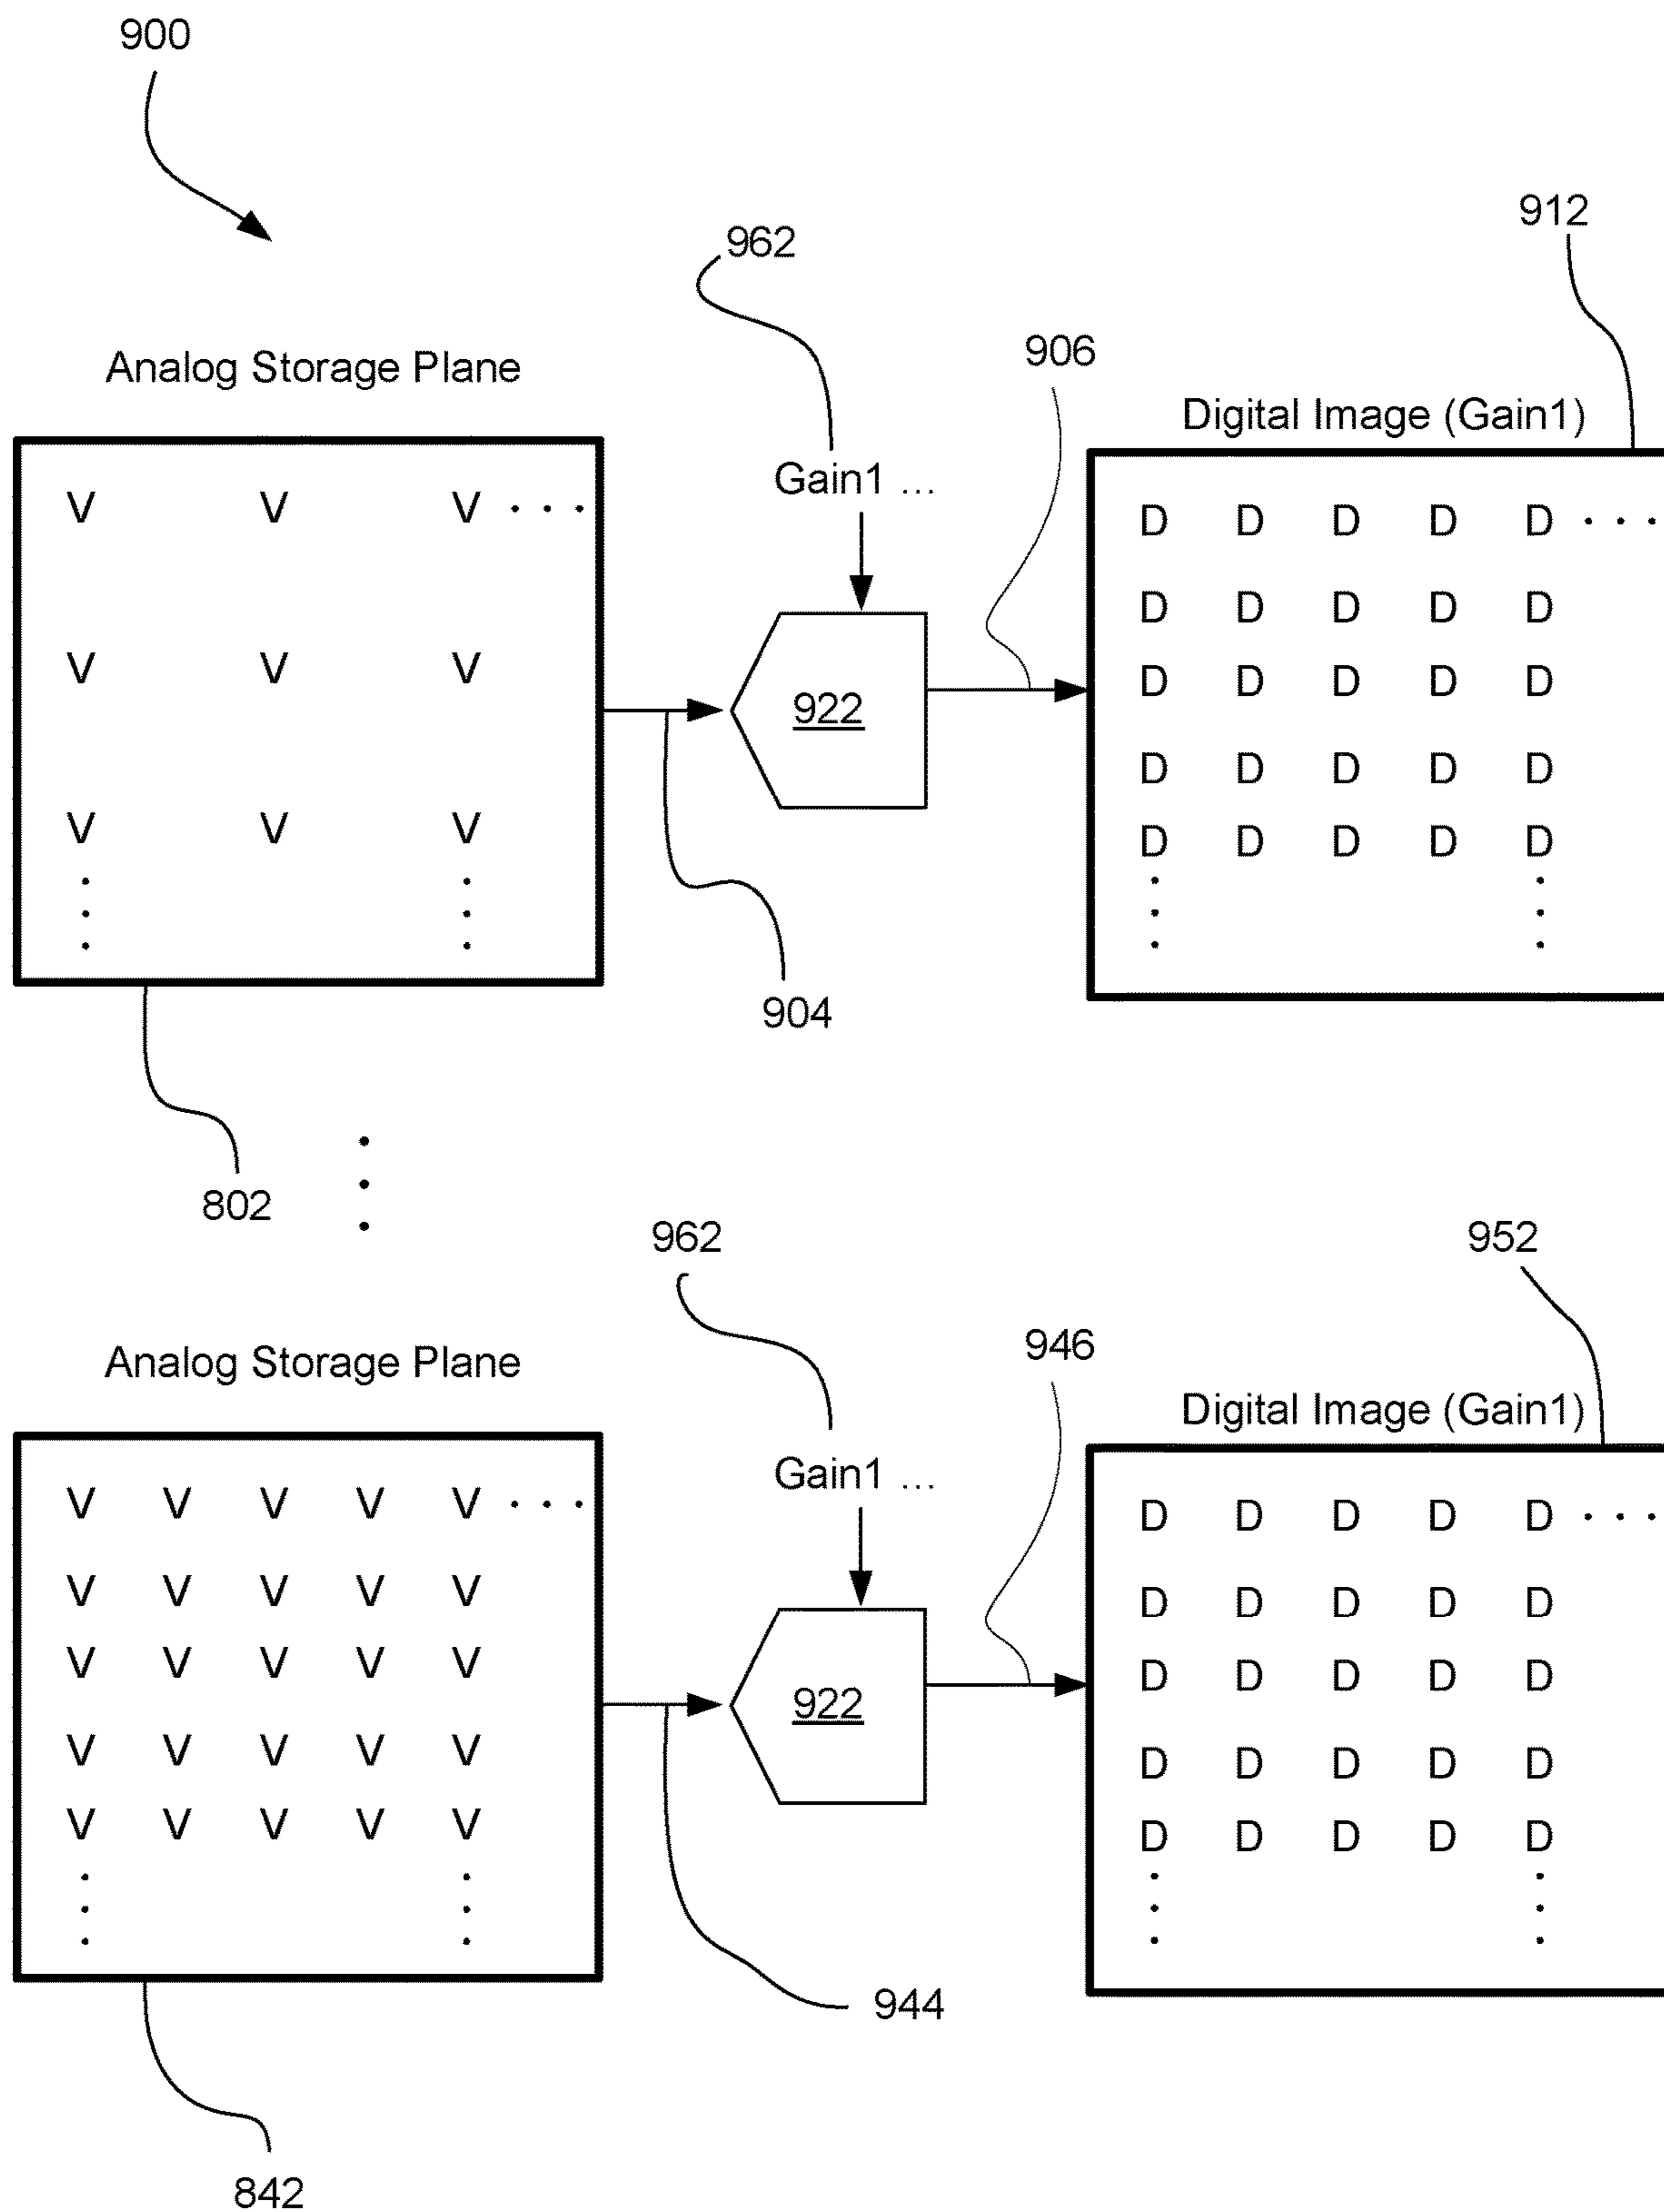 900
912
962
906
Analog Storage Plane
Digital Image (Gain1)
Gain1 ...
V V V . . .
D D D D D . . .
D D D D D
V V V
D D D D D
922
D D D D D
V V V
D D D D D
904
802
962
952
946
Analog Storage Plane
Digital Image (Gain1)
Gain1 ...
V V V V V . . .
D D D D D . . .
V V V V V
D D D D D
V V V V V
D D D D D
922
V V V V V
D D D D D
V V V V V
D D D D D
944
842